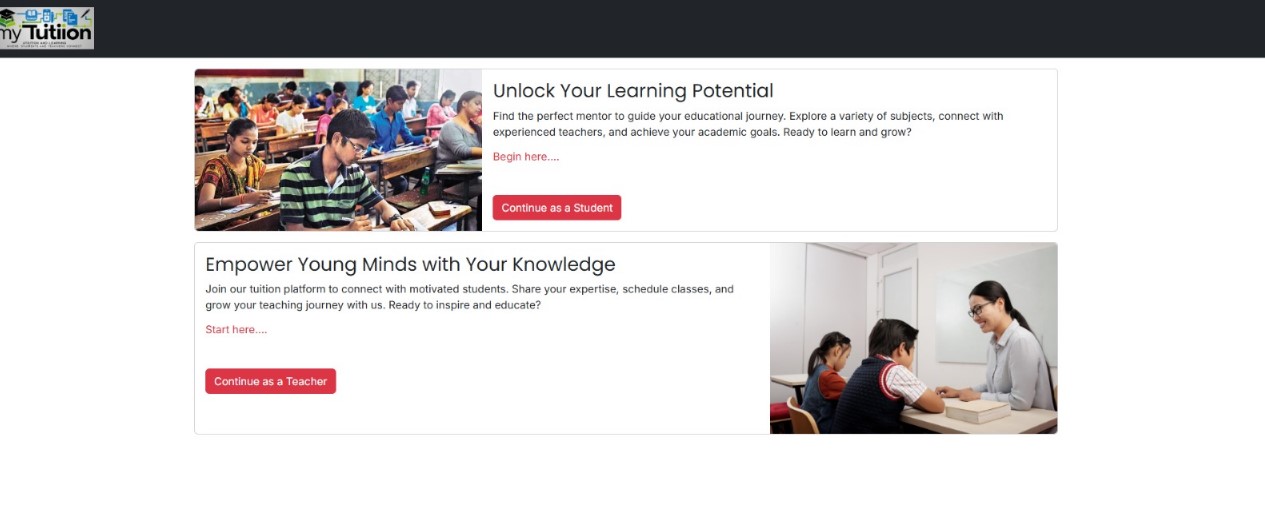 my Tutiion
Unlock Your Learning Potential
Find the perfect mentor to guide your educational journey. Explore a variety of subjects, connect with
experienced teachers, and achieve your academic goals. Ready to learn and grow?
Begin here....
Continue as a Student
Empower Young Minds with Your Knowledge
Join our tuition platform to connect with motivated students. Share your expertise, schedule classes, and
grow your teaching journey with us. Ready to inspire and educate?
Start here....
Continue as a Teacher